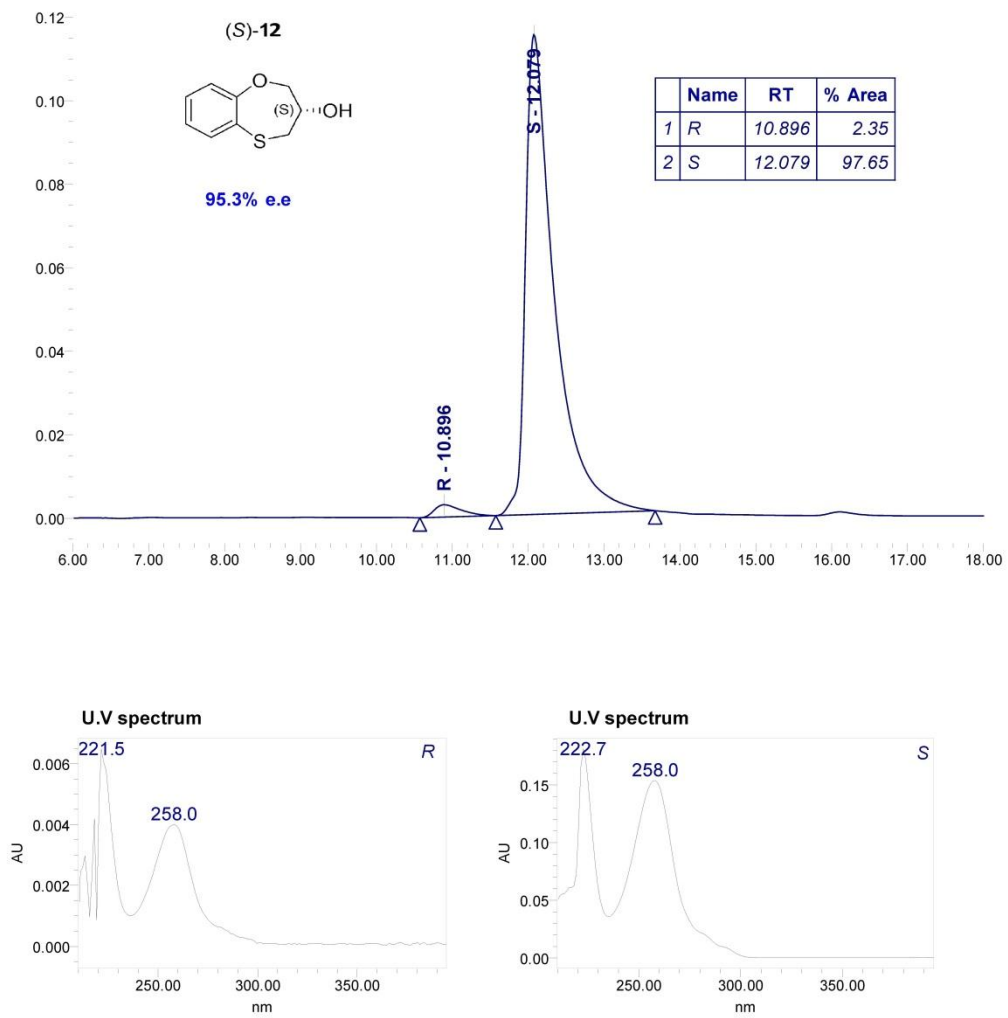 (S)-12
O
(S)
OH
S
95.3% e.e
Name RT % Area
1 R 10.896 2.35
2 S 12.079 97.65
S - 12.079
R - 10.896
0.12
0.10
0.08
0.06
0.04
0.02
0.00
6.00 7.00 8.00 9.00 10.00 11.00 12.00 13.00 14.00 15.00 16.00 17.00 18.00
U.V spectrum
221.5
R
258.0
0.006
0.004
0.002
0.000
AU
250.00 300.00 350.00
nm
U.V spectrum
222.7
S
258.0
0.15
0.10
0.05
0.00
AU
250.00 300.00 350.00
nm